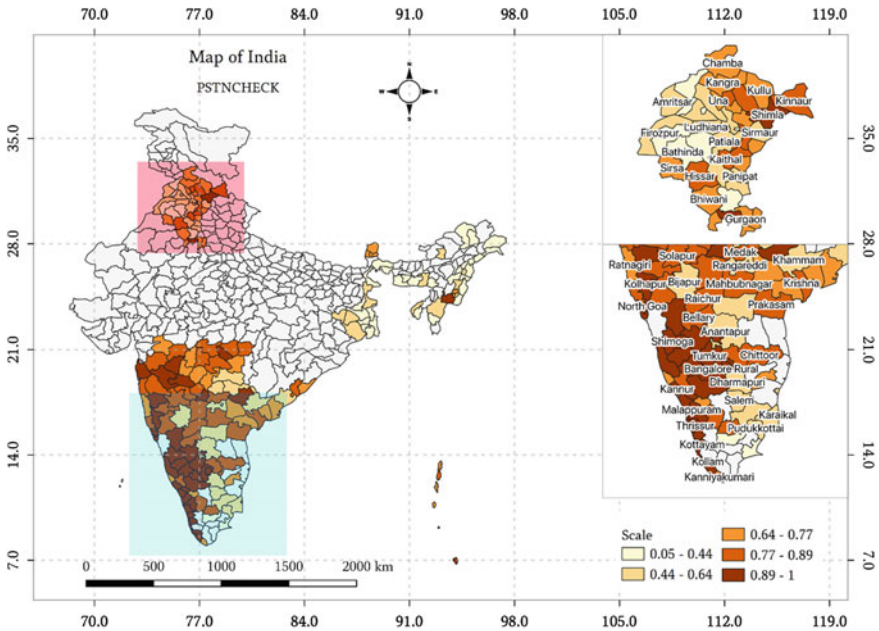 70.0 77.0 84.0 91.0 98.0 105.0 112.0 119.0
Map of India
PSTNCHECK
N
W E
S
35.0
28.0
21.0
14.0
7.0
Chamba
Kangra
Kullu
Amritsar
Una
Kinnaur
Shimla
Firozpur
Ludhiana
Sirmaur
Patiala
Bathinda
Kaithal
Sirsa
Hissar
Panipat
Bhiwani
Gurgaon
35.0
28.0
21.0
14.0
7.0
Solapur
Medak
Ratnagiri
Rangareddi
Khammam
Kolhapur
Bijapur
Mahbubnagar
Krishna
North Goa
Raichur
Prakasam
Bellary
Anantapur
Shimoga
Tumkur
Chittoor
Bangalore Rural
Kannur
Dharmapuri
Salem
Malappuram
Karaikal
Thrissur
Pudukkottai
Kottayam
Kollam
Kanniyakumari
Scale
0.05 - 0.44
0.44 - 0.64
0.64 - 0.77
0.77 - 0.89
0.89 - 1
0 500 1000 1500 2000 km
70.0 77.0 84.0 91.0 98.0 105.0 112.0 119.0